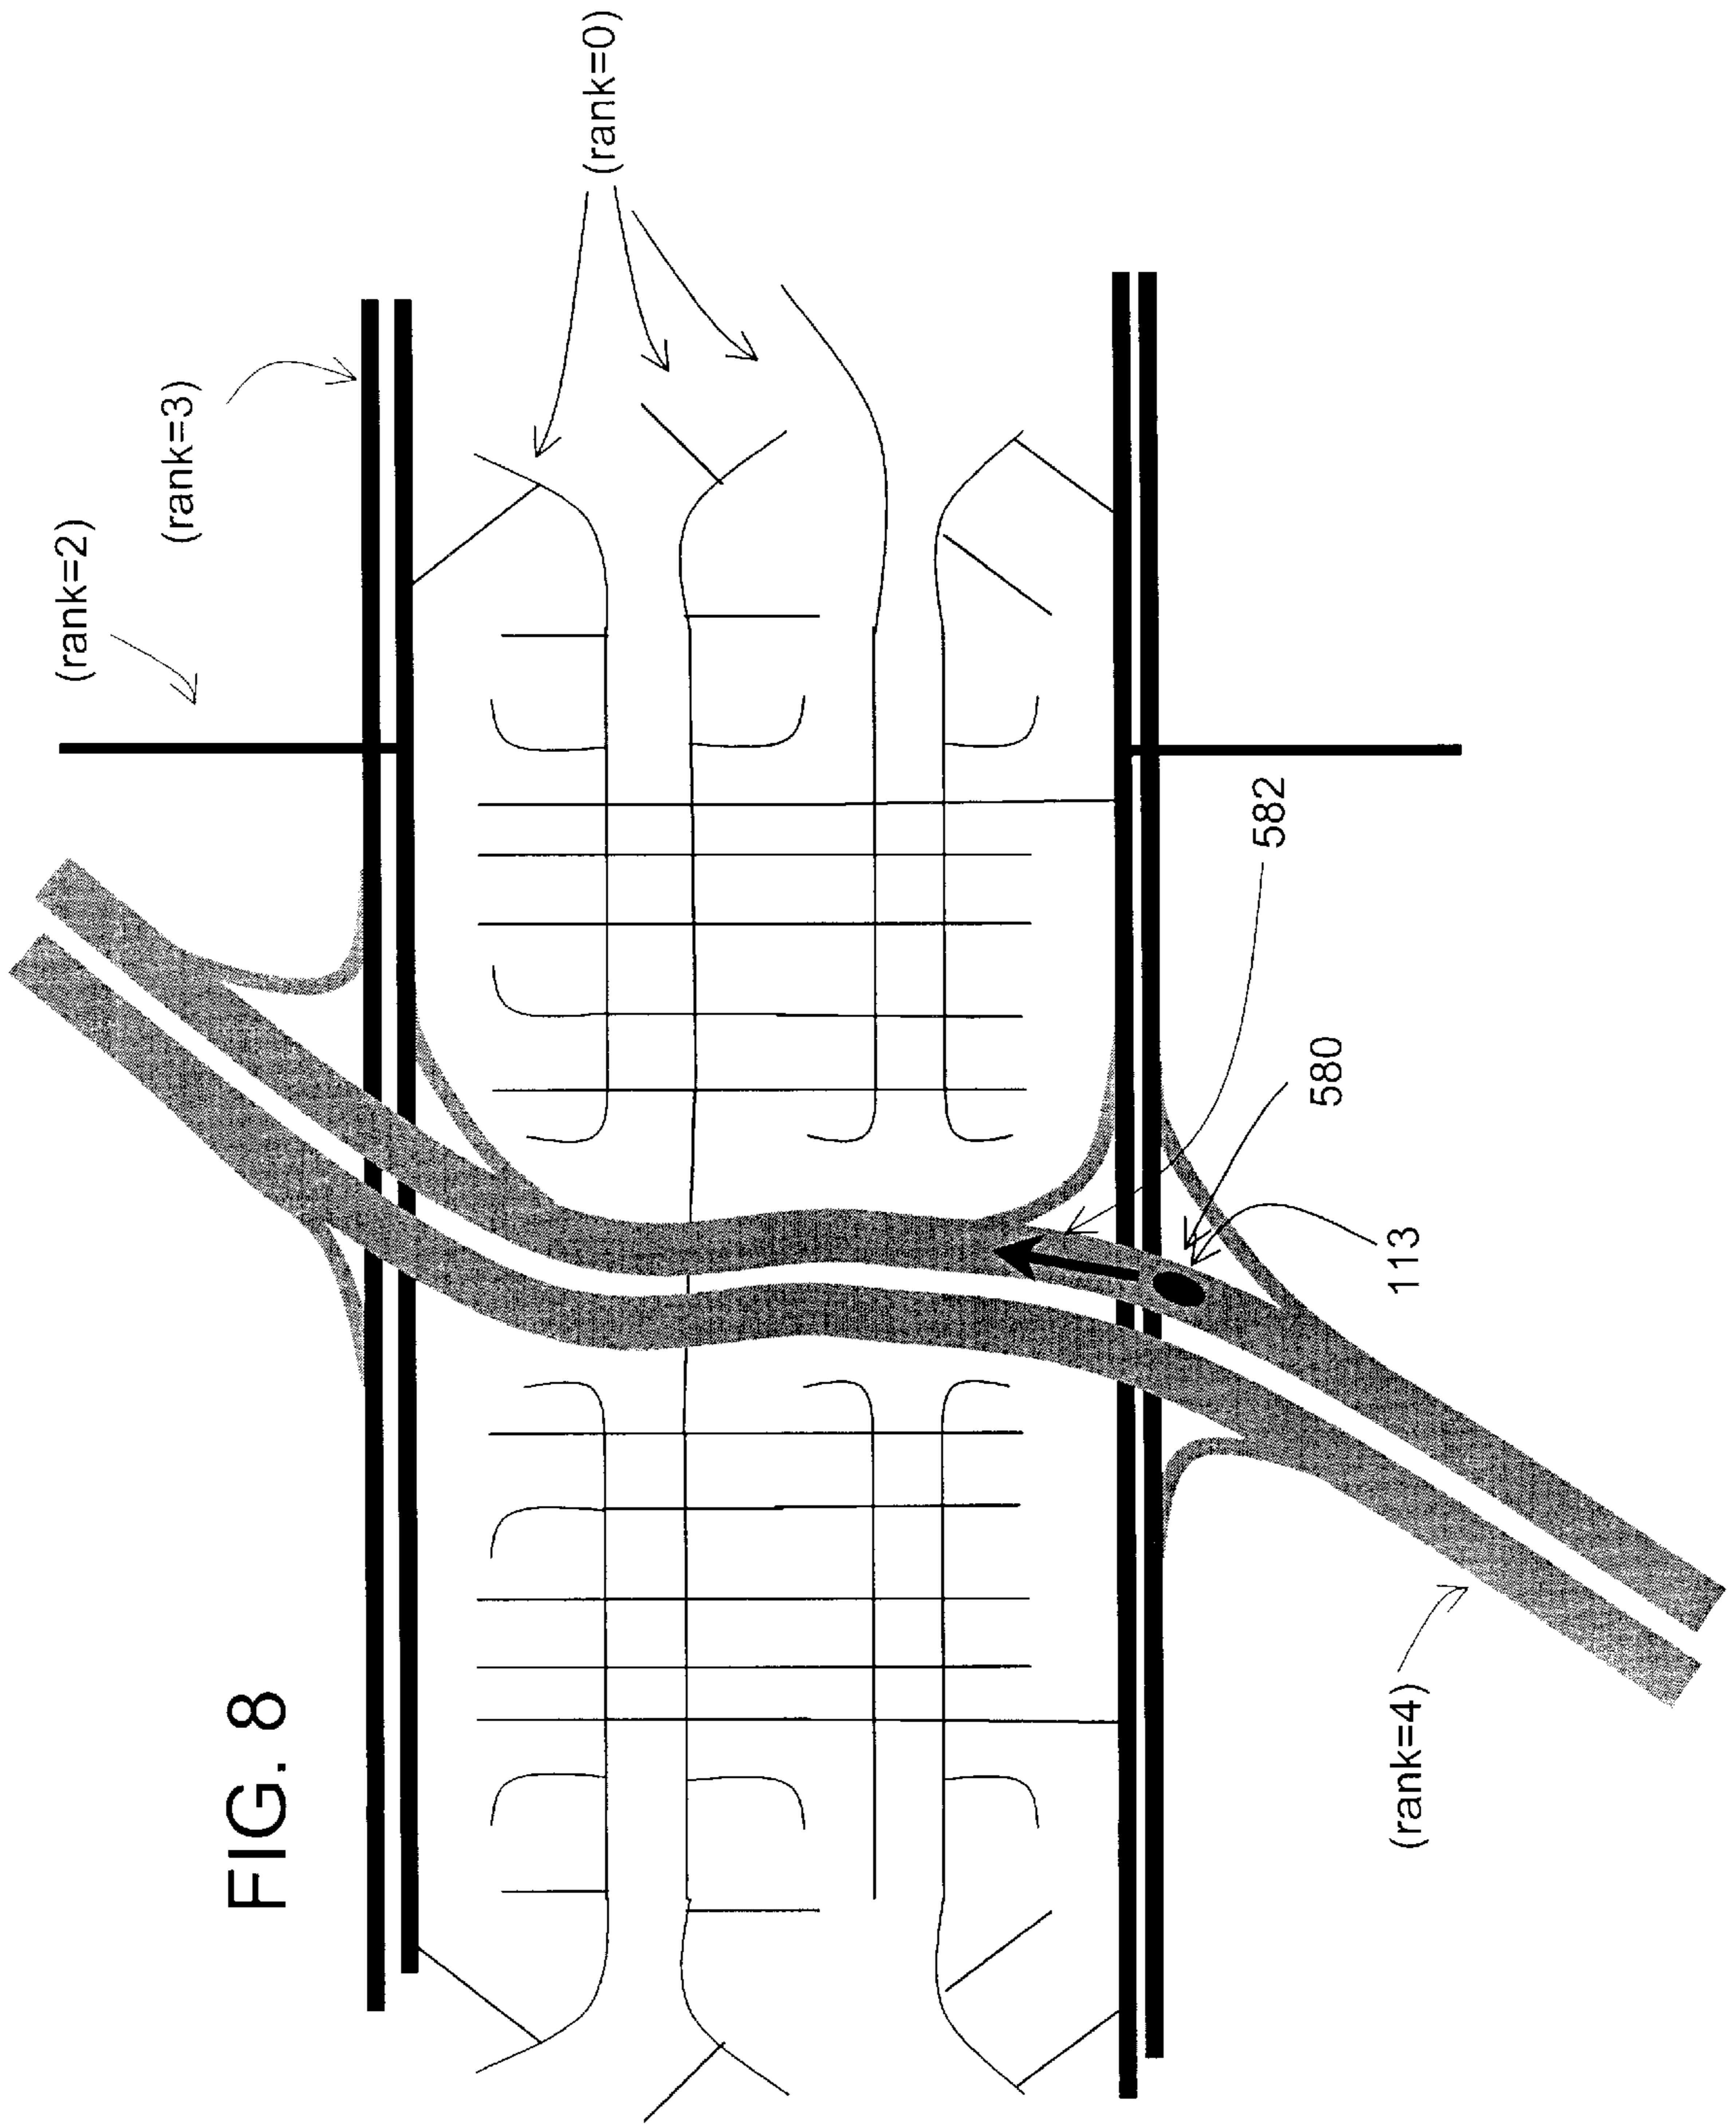 FIG. 8
(rank=2)
(rank=3)
(rank=0)
582
580
113
(rank=4)